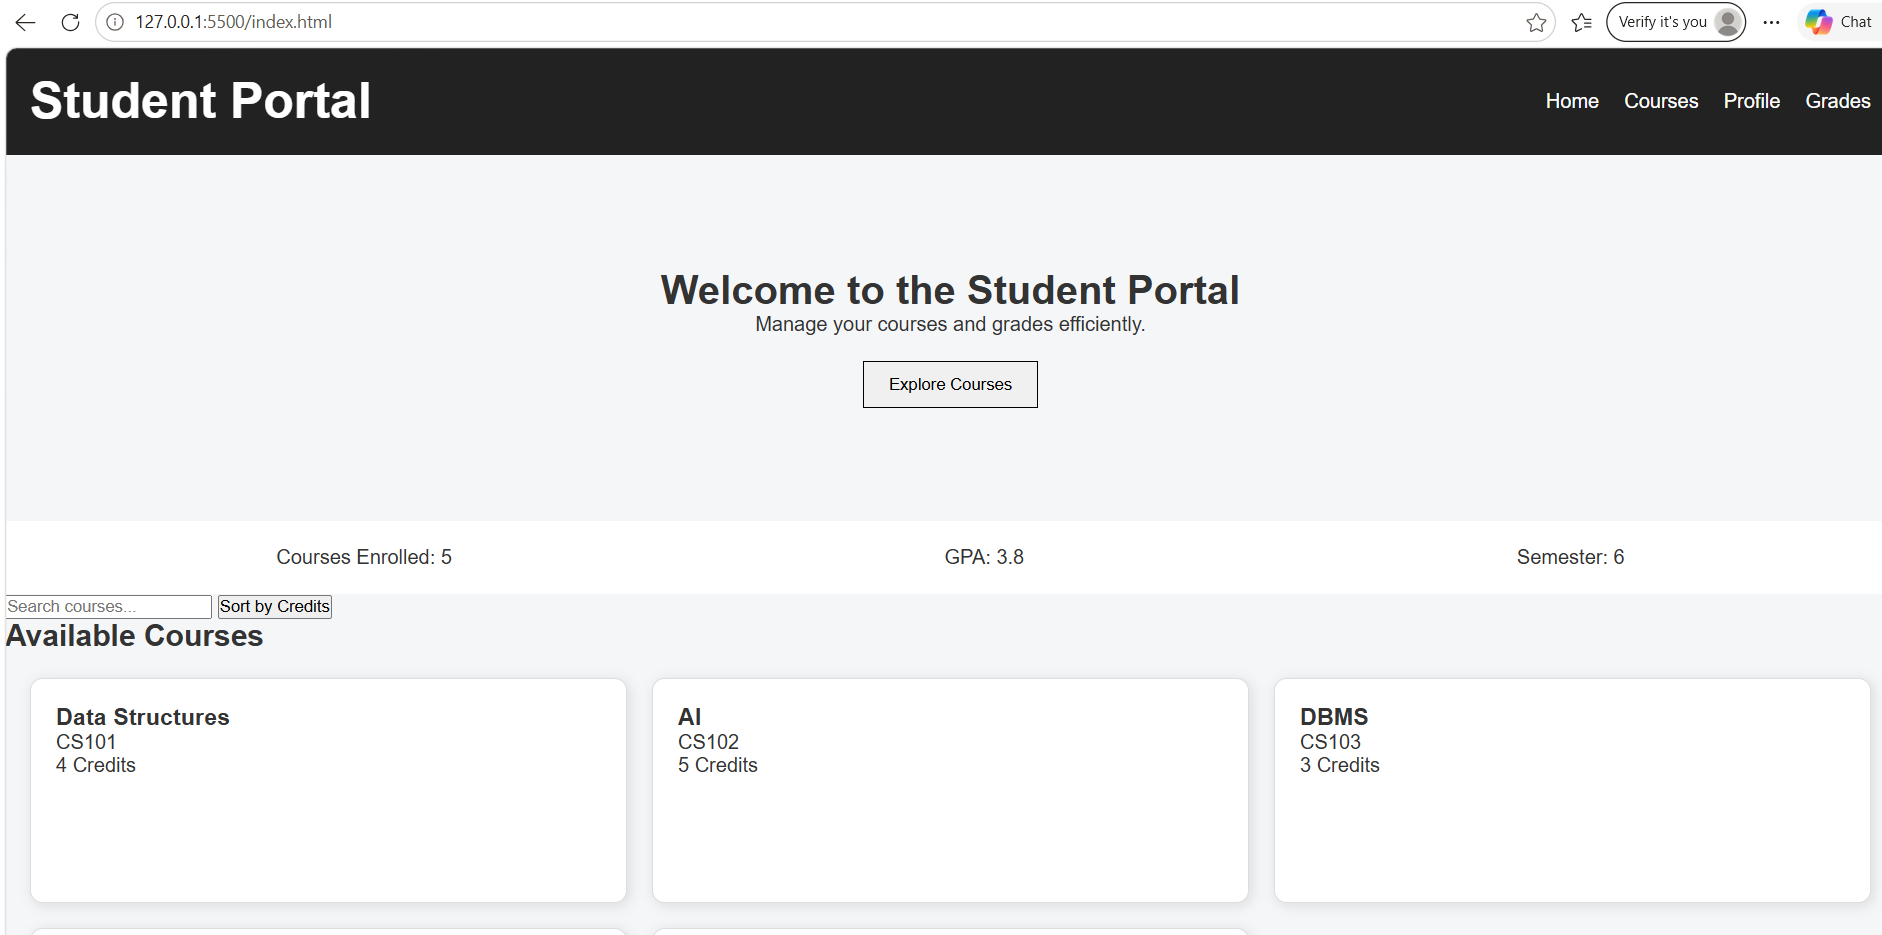 127.0.0.1:5500/index.html
Verify it's you
Chat
Student Portal
Home Courses Profile Grades
Welcome to the Student Portal
Manage your courses and grades efficiently.
Explore Courses
Courses Enrolled: 5 GPA: 3.8 Semester: 6
Search courses... Sort by Credits
Available Courses
Data Structures
CS101
4 Credits
AI
CS102
5 Credits
DBMS
CS103
3 Credits